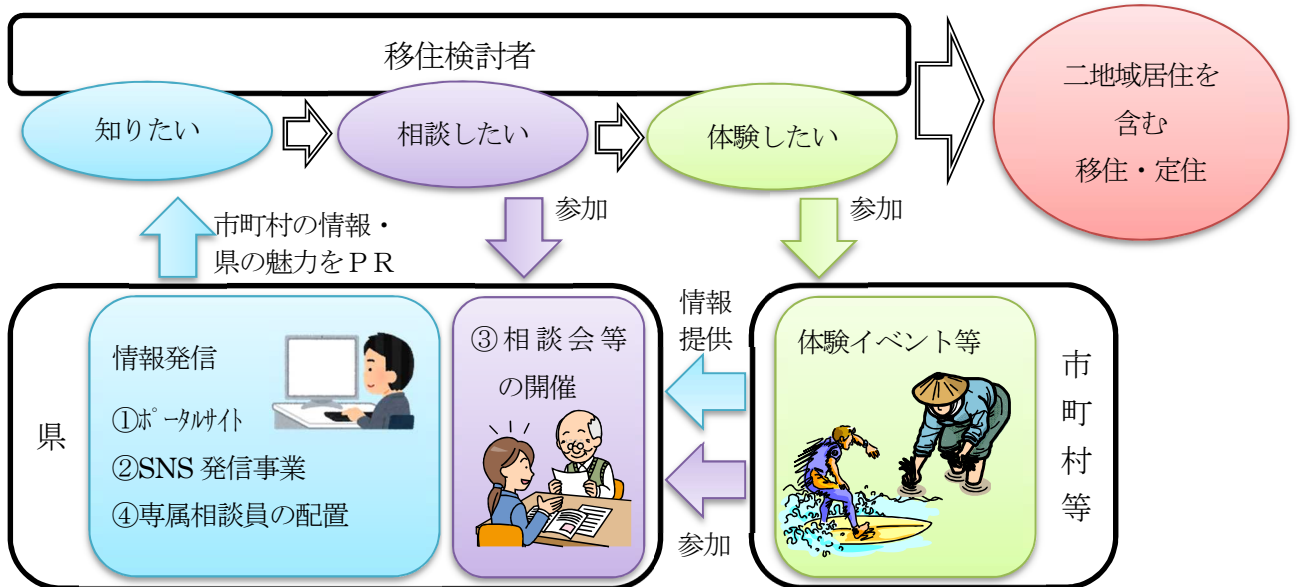 移住検討者
知りたい
相談したい
体験したい
二地域居住を
含む
移住・定住
市町村の情報・
県の魅力をＰＲ
参加
参加
県
情報発信
①ﾎﾟｰﾀﾙｻｲﾄ
②SNS 発信事業
④専属相談員の配置
③相談会等
の開催
情報
提供
参加
体験イベント等
市町村等